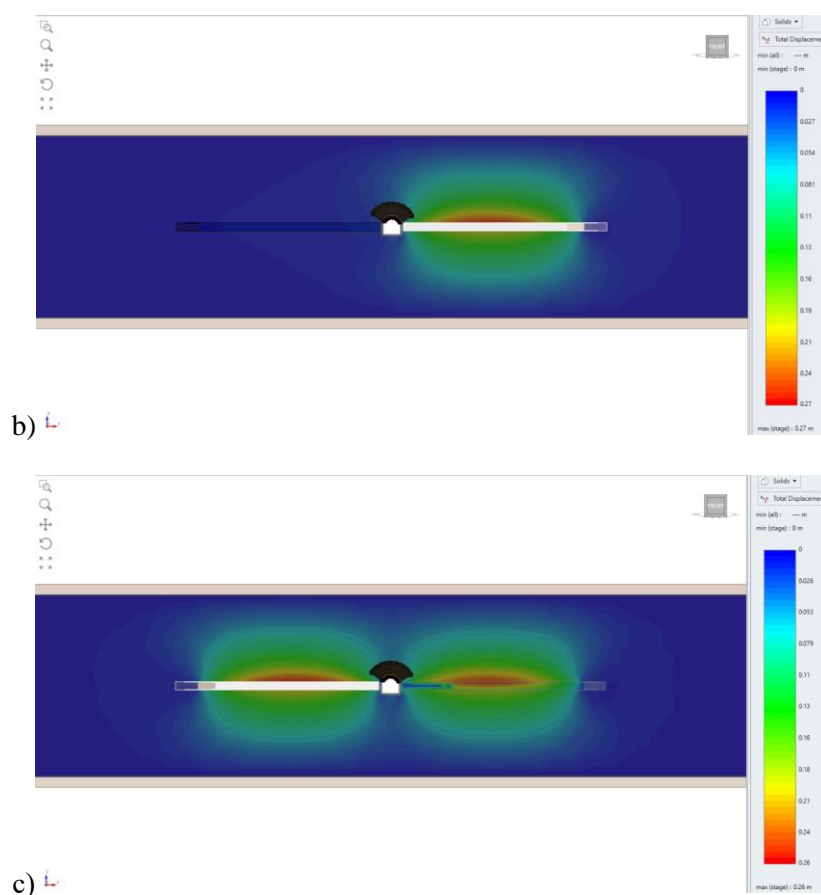 Solids
Total Displaceme
FRONT
min (all) : --- m
min (stage) : 0 m
0
0.027
0.054
0.081
0.11
0.13
0.16
0.19
0.21
0.24
0.27
max (stage) : 0.27 m
b)
Solids
Total Displaceme
FRONT
min (all) : --- m
min (stage) : 0 m
0
0.026
0.053
0.079
0.11
0.13
0.16
0.18
0.21
0.24
0.26
max (stage) : 0.26 m
c)